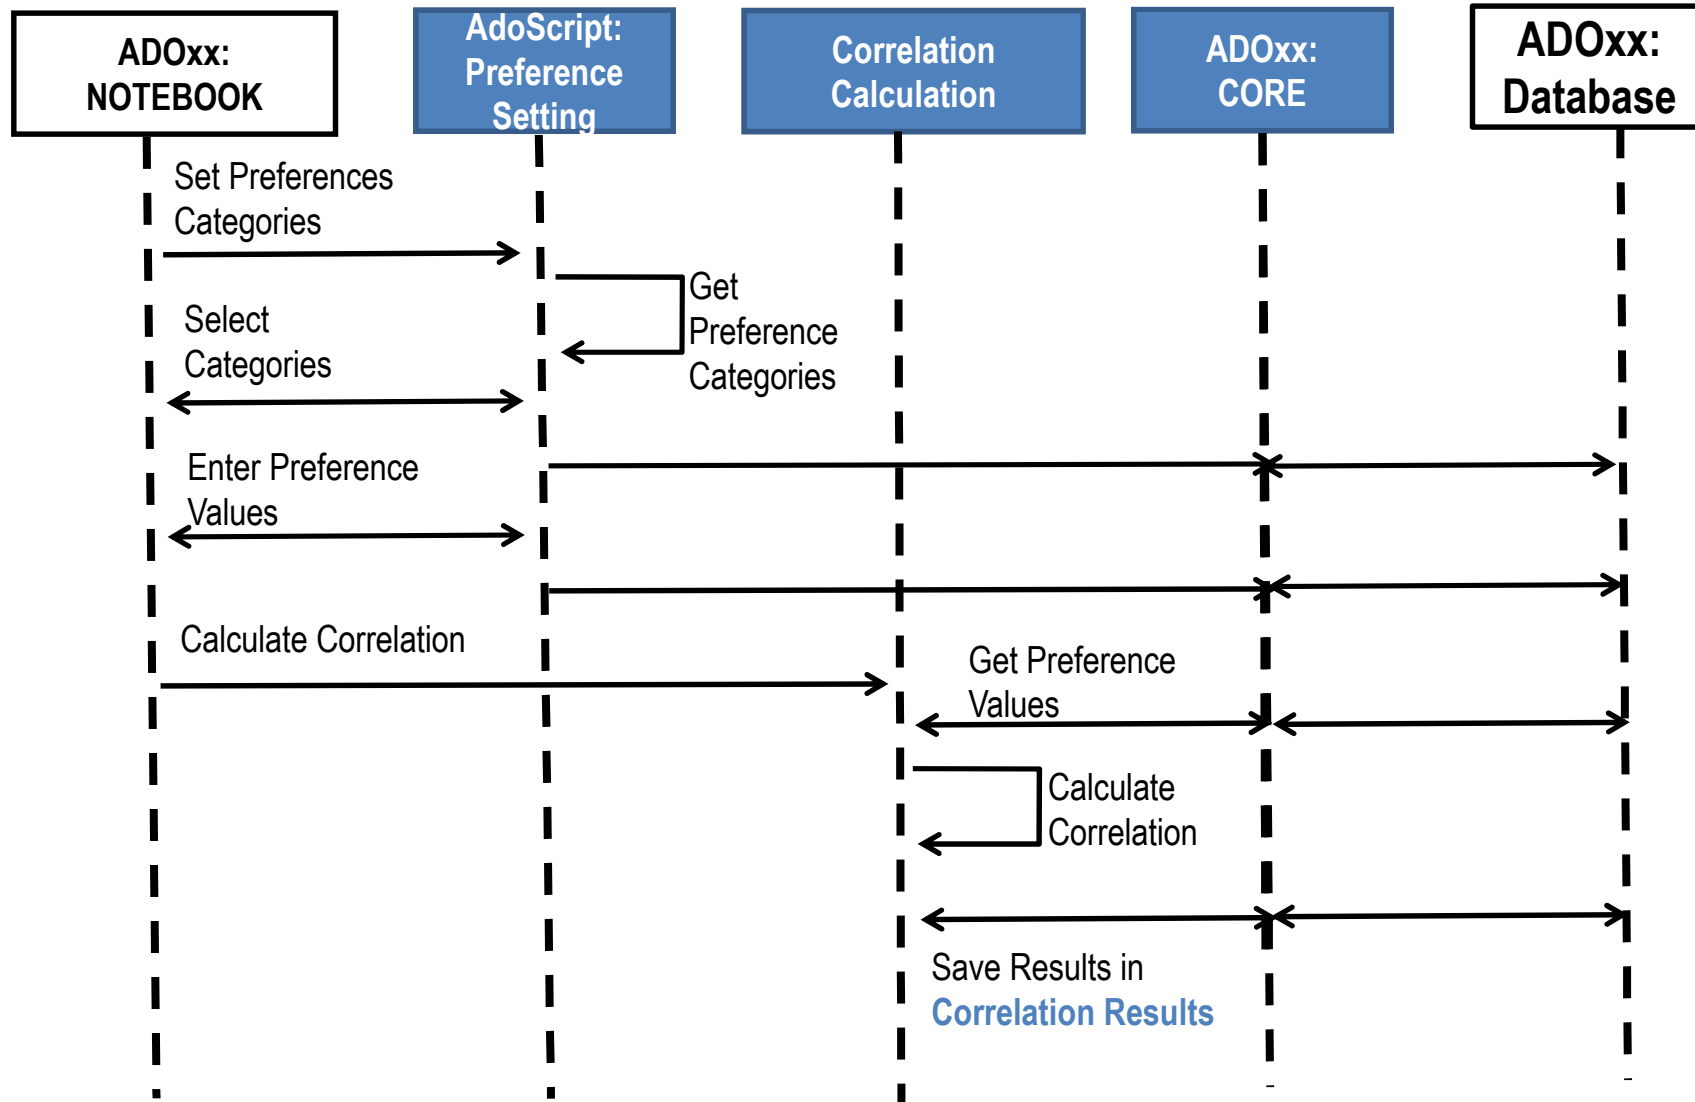 ADOxx:
NOTEBOOK
AdoScript:
Preference
Setting
Correlation
Calculation
ADOxx:
CORE
ADOxx:
Database
Set Preferences
Categories
Get
Preference
Categories
Select
Categories
Enter Preference
Values
Calculate Correlation
Get Preference
Values
Calculate
Correlation
Save Results in
Correlation Results